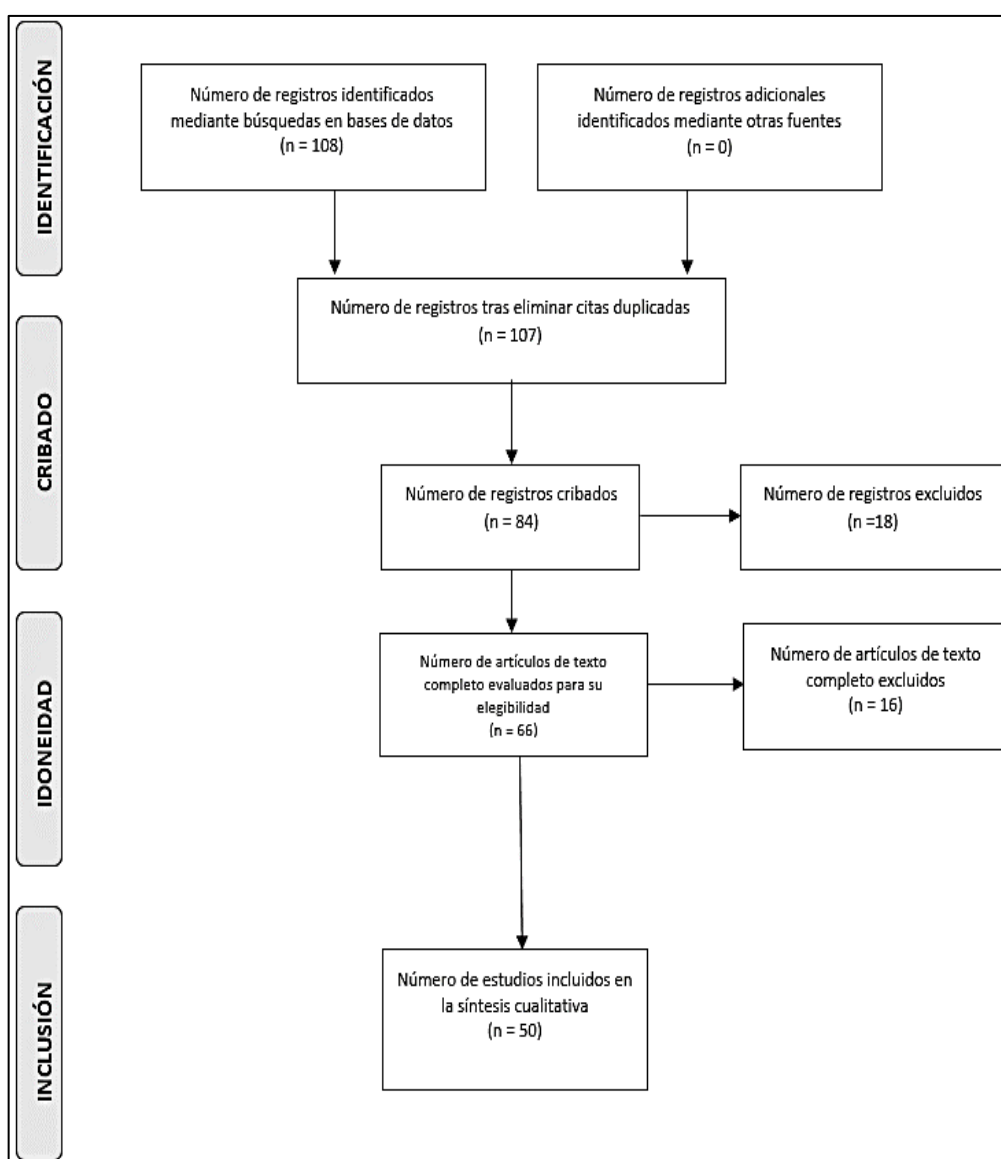 IDENTIFICACIÓN
Número de registros identificados
mediante búsquedas en bases de datos
(n = 108)
Número de registros adicionales
identificados mediante otras fuentes
(n = 0)
Número de registros tras eliminar citas duplicadas
(n = 107)
CRIBADO
Número de registros cribados
(n = 84)
Número de registros excluidos
(n =18)
IDONEIDAD
Número de artículos de texto
completo evaluados para su
elegibilidad
(n = 66)
Número de artículos de texto
completo excluidos
(n = 16)
INCLUSIÓN
Número de estudios incluidos en
la síntesis cualitativa
(n = 50)